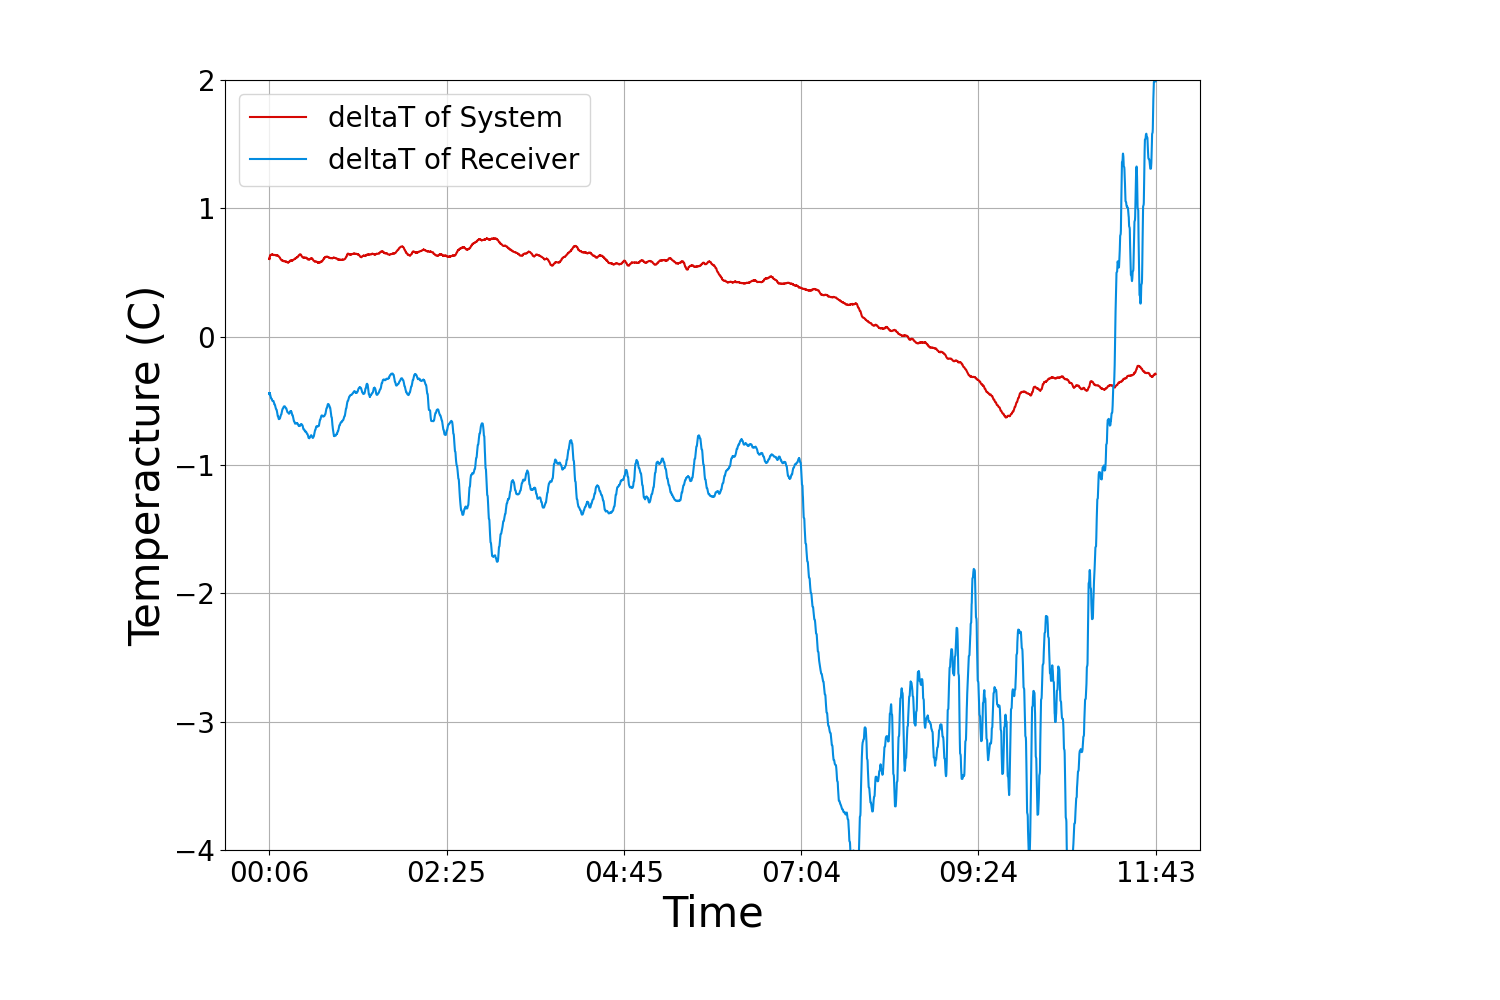 deltaT of System
deltaT of Receiver
2
1
0
−1
−2
−3
−4
Temperacture (C)
00:06 02:25 04:45 07:04 09:24 11:43
Time